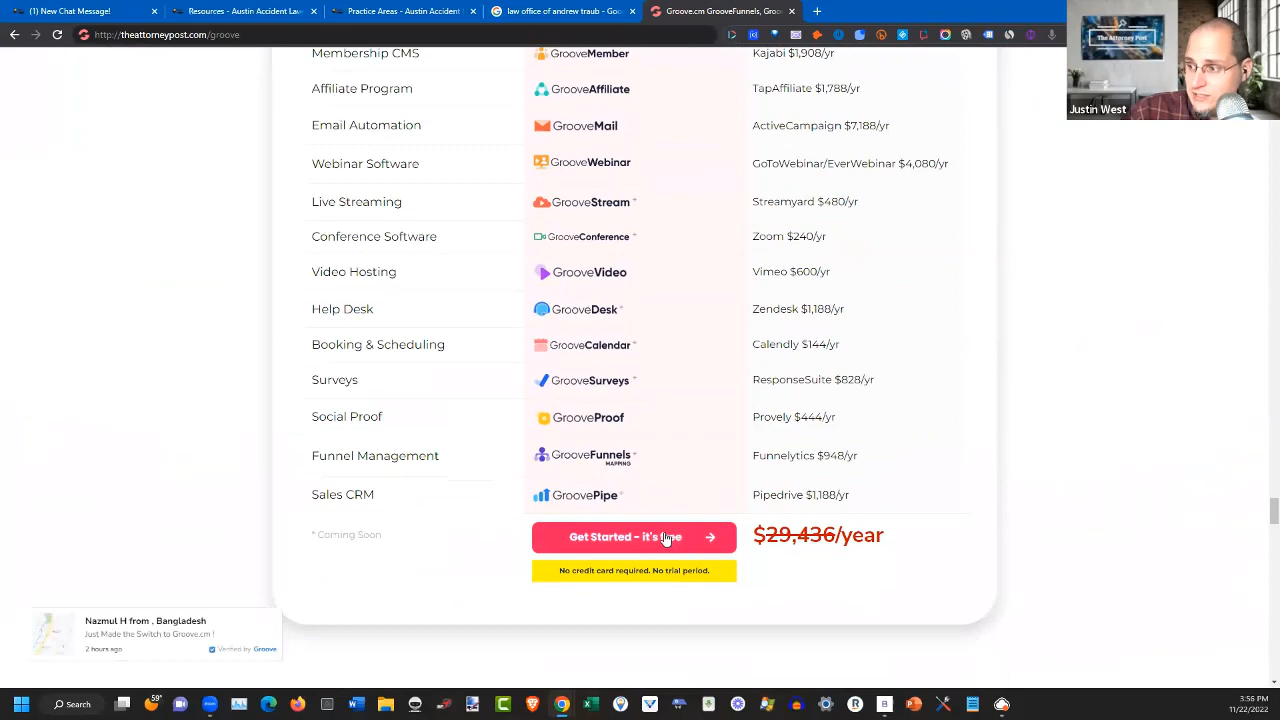 (1) New Chat Message!
Resources - Austin Accident Law
Practice Areas - Austin Accident
law office of andrew traub - Goo
Groove.cm GrooveFunnels, Groov
http://theattorneypost.com/groove
The Attorney Post
Justin West
GrooveMember
Kajabi $1,908/yr
Affiliate Program
GrooveAffiliate
TapAffiliate $1,788/yr
Email Automation
GrooveMail
ActiveCampaign $7,188/yr
Webinar Software
GrooveWebinar
GoToWebinar/EverWebinar $4,080/yr
Live Streaming
GrooveStream +
Streamyard $480/yr
Conference Software
GrooveConference +
Zoom $240/yr
Video Hosting
GrooveVideo
Vimeo $600/yr
Help Desk
GrooveDesk +
Zendesk $1,188/yr
Booking & Scheduling
GrooveCalendar +
Calendly $144/yr
Surveys
GrooveSurveys +
ResponseSuite $828/yr
Social Proof
GrooveProof
Provely $444/yr
Funnel Management
GrooveFunnels +
MAPPING
Funnelytics $948/yr
Sales CRM
GroovePipe +
Pipedrive $1,188/yr
* Coming Soon
Get Started - it's
$29,436/year
No credit card required. No trial period.
Nazmul H from , Bangladesh
Just Made the Switch to Groove.cm !
2 hours ago
Verified by Groove
Search
59°
3:56 PM
11/22/2022